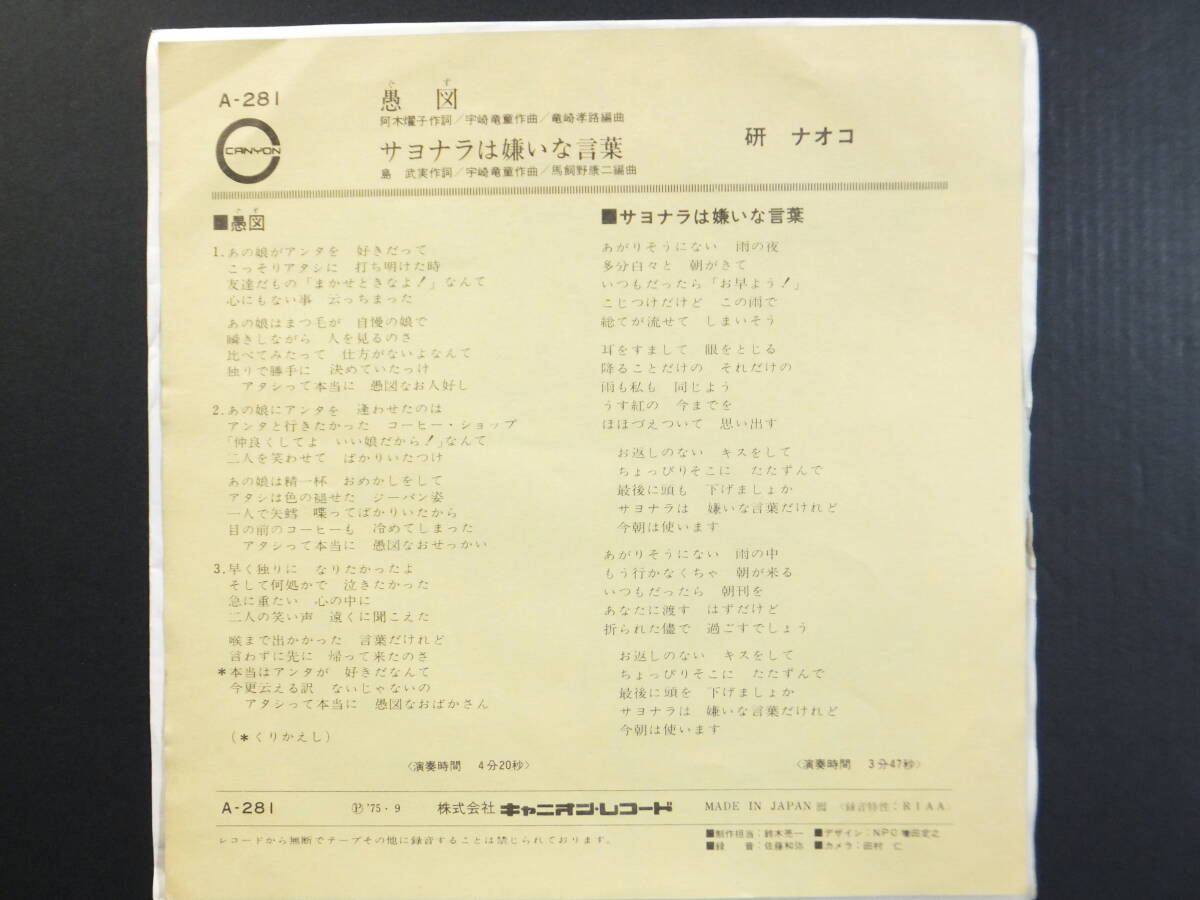 A-281
CANYON
ぐず
愚図
阿木燿子作詞/宇崎竜童作曲/竜崎孝路編曲
サヨナラは嫌いな言葉
島 武実作詞/宇崎竜童作曲/馬飼野康二編曲
研 ナオコ
■愚図
ぐず
1.あの娘がアンタを 好きだって
こっそりアタシに 打ち明けた時
友達だもの「まかせときなよ!」なんて
心にもない事 云っちまった
あの娘はまつ毛が 自慢の娘で
瞬きしながら 人を見るのさ
比べてみたって 仕方がないよなんて
独りで勝手に 決めていたっけ
アタシって本当に 愚図なお人好し
2.あの娘にアンタを 逢わせたのは
アンタと行きたかった コーヒー・ショップ
「仲良くしてよ いい娘だから!」なんて
二人を笑わせて ばかりいたつけ
あの娘は精一杯 おめかしをして
アタシは色の褪せた ジーパン姿
一人で矢鱈 喋ってばかりいたから
目の前のコーヒーも 冷めてしまった
アタシって本当に 愚図なおせっかい
3.早く独りに なりたかったよ
そして何処かで 泣きたかった
急に重たい 心の中に
二人の笑い声 遠くに聞こえた
喉まで出かかった 言葉だけれど
言わずに先に 帰って来たのさ
*本当はアンタが 好きだなんて
今更云える訳 ないじゃないの
アタシって本当に 愚図なおばかさん
(*くりかえし)
〈演奏時間 4分20秒〉
■サヨナラは嫌いな言葉
あがりそうにない 雨の夜
多分白々と 朝がきて
いつもだったら「お早よう!」
こじつけだけど この雨で
総てが流せて しまいそう
耳をすまして 眼をとじる
降ることだけの それだけの
雨も私も 同じよう
うす紅の 今までを
ほほづえついて 思い出す
お返しのない キスをして
ちょっぴりそこに たたずんで
最後に頭も 下げましょか
サヨナラは 嫌いな言葉だけれど
今朝は使います
あがりそうにない 雨の中
もう行かなくちゃ 朝が来る
いつもだったら 朝刊を
あなたに渡す はずだけど
折られた儘で 過ごすでしょう
お返しのない キスをして
ちょっぴりそこに たたずんで
最後に頭を 下げましょか
サヨナラは 嫌いな言葉だけれど
今朝は使います
〈演奏時間 3分47秒〉
A-281
Ⓟ'75・9
株式会社 キャニオン・レコード
MADE IN JAPAN 〈録音特性:RIAA〉
レコードから無断でテープその他に録音することは禁じられております。
■制作担当:鈴木亮一 ■デザイン:NPC 定之
■録 音:佐藤和弥 ■カメラ:田村 仁